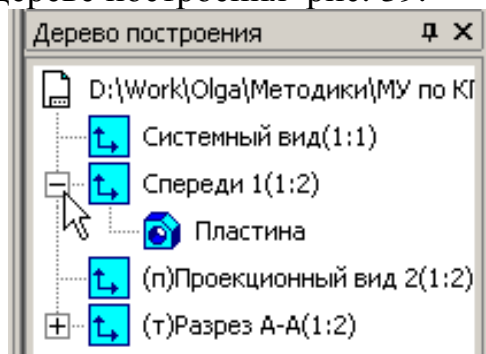 дереве построения рис. 39.
Дерево построения
D:\Work\Olga\Методики\МУ по КГ
Системный вид(1:1)
Спереди 1(1:2)
Пластина
(п)Проекционный вид 2(1:2)
(т)Разрез А-А(1:2)